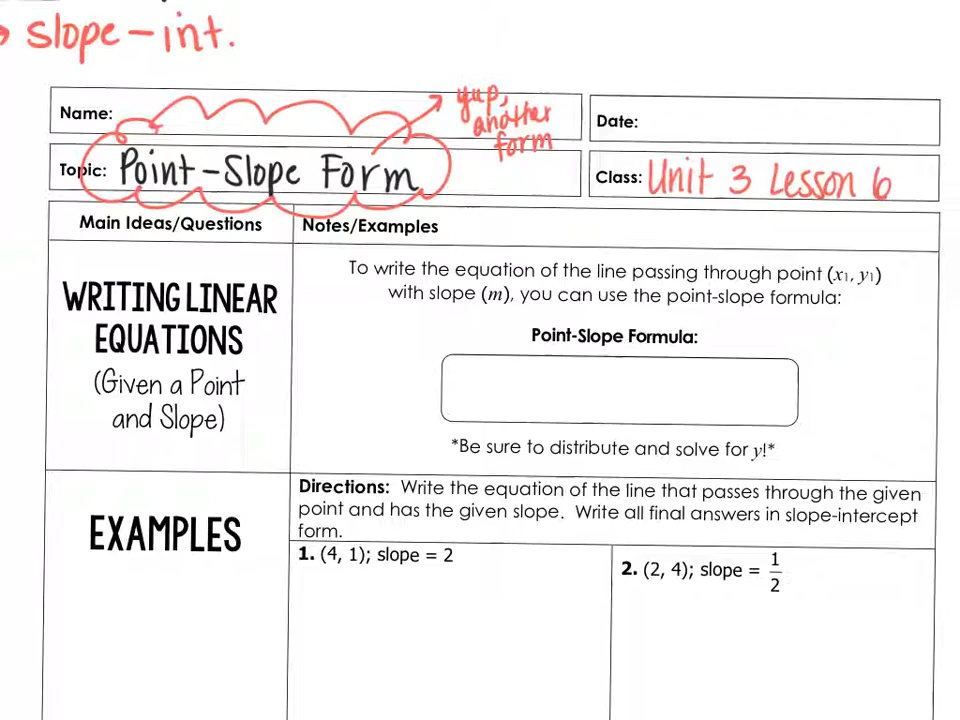 slope-int.
yup,
another
form
Name:
Date:
Topic: Point-Slope Form
Class: Unit 3 Lesson 6
Main Ideas/Questions
Notes/Examples
WRITING LINEAR
EQUATIONS
(Given a Point
and Slope)
To write the equation of the line passing through point (x₁, y₁)
with slope (m), you can use the point-slope formula:
Point-Slope Formula:
*Be sure to distribute and solve for y!*
EXAMPLES
Directions: Write the equation of the line that passes through the given
point and has the given slope. Write all final answers in slope-intercept
form.
1. (4, 1); slope = 2
2. (2, 4); slope = 1/2